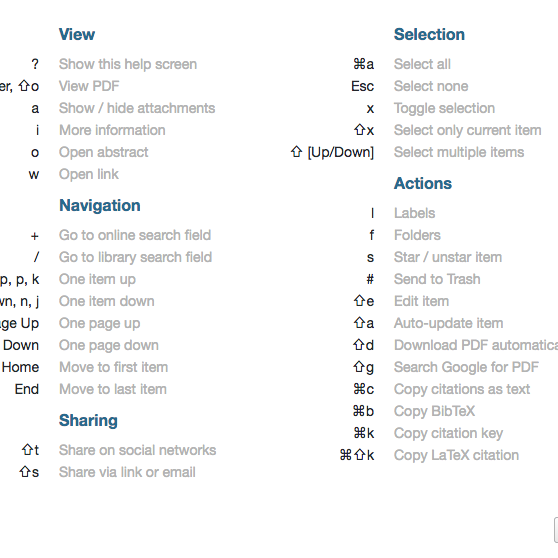 View
? Show this help screen
er, ⇧o View PDF
a Show / hide attachments
i More information
o Open abstract
w Open link
Navigation
+ Go to online search field
/ Go to library search field
p, p, k One item up
wn, n, j One item down
age Up One page up
Down One page down
Home Move to first item
End Move to last item
Sharing
⇧t Share on social networks
⇧s Share via link or email
Selection
⌘a Select all
Esc Select none
x Toggle selection
⇧x Select only current item
⇧ [Up/Down] Select multiple items
Actions
l Labels
f Folders
s Star / unstar item
# Send to Trash
⇧e Edit item
⇧a Auto-update item
⇧d Download PDF automatica
⇧g Search Google for PDF
⌘c Copy citations as text
⌘b Copy BibTeX
⌘k Copy citation key
⌘⇧k Copy LaTeX citation